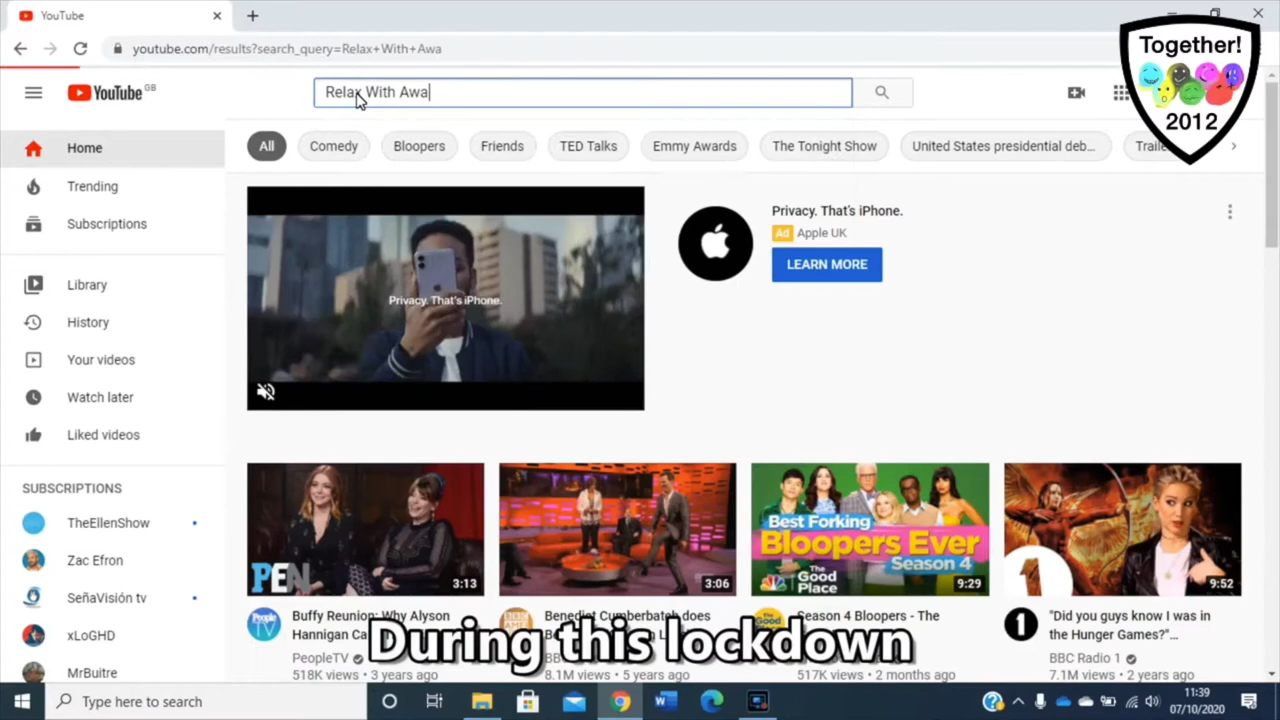 YouTube
youtube.com/results?search_query=Relax+With+Awa
Together!
2012
YouTube GB
Relax With Awa
All
Comedy
Bloopers
Friends
TED Talks
Emmy Awards
The Tonight Show
United States presidential deb...
Home
Trending
Subscriptions
Library
History
Your videos
Watch later
Liked videos
SUBSCRIPTIONS
TheEllenShow
Zac Efron
SeñaVisión tv
xLoGHD
MrBuitre
Privacy. That's iPhone.
Privacy. That's iPhone.
Ad Apple UK
LEARN MORE
PEN
3:13
3:06
Best Forking
Bloopers Ever
Season 4
The
Good
Place
9:29
1
9:52
Buffy Reunion: Why Alyson
Hannigan
PeopleTV
518K views • 3 years ago
Benedict Cumberbatch does
8.1M views • 5 years ago
Season 4 Bloopers - The
517K views • 2 months ago
"Did you guys know I was in
the Hunger Games?"...
BBC Radio 1
7.1M views • 2 years ago
During this lockdown
Type here to search
11:39
07/10/2020